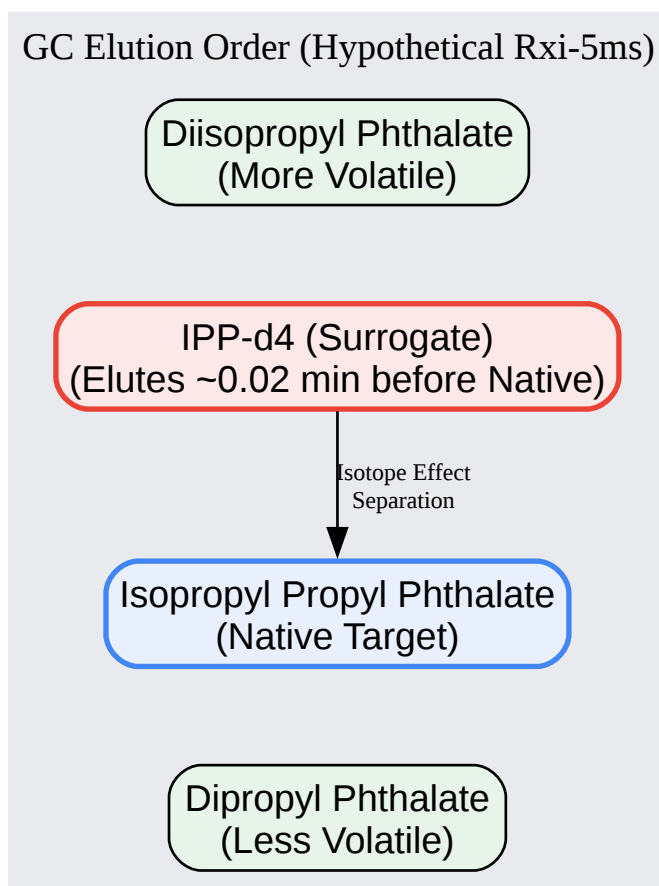 GC Elution Order (Hypothetical Rxi-5ms)
Diisopropyl Phthalate
(More Volatile)
IPP-d4 (Surrogate)
(Elutes ~0.02 min before Native)
Isotope Effect
Separation
Isopropyl Propyl Phthalate
(Native Target)
Dipropyl Phthalate
(Less Volatile)